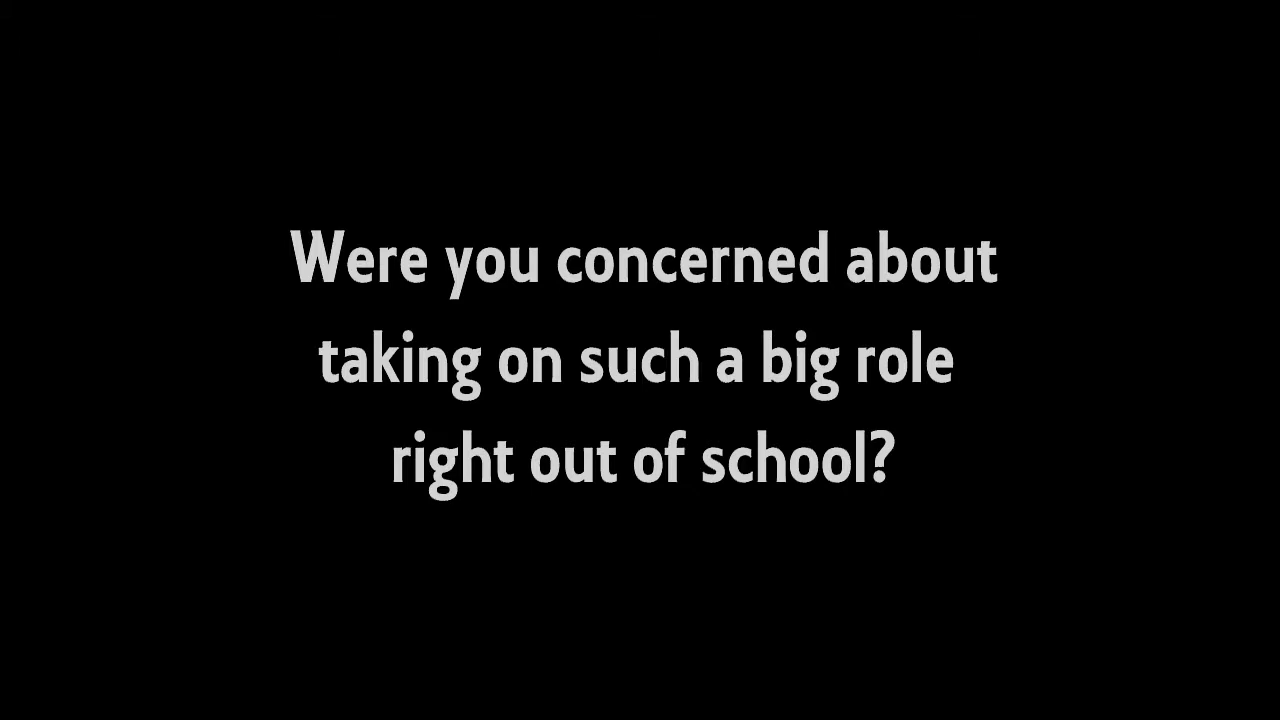 Were you concerned about
taking on such a big role
right out of school?